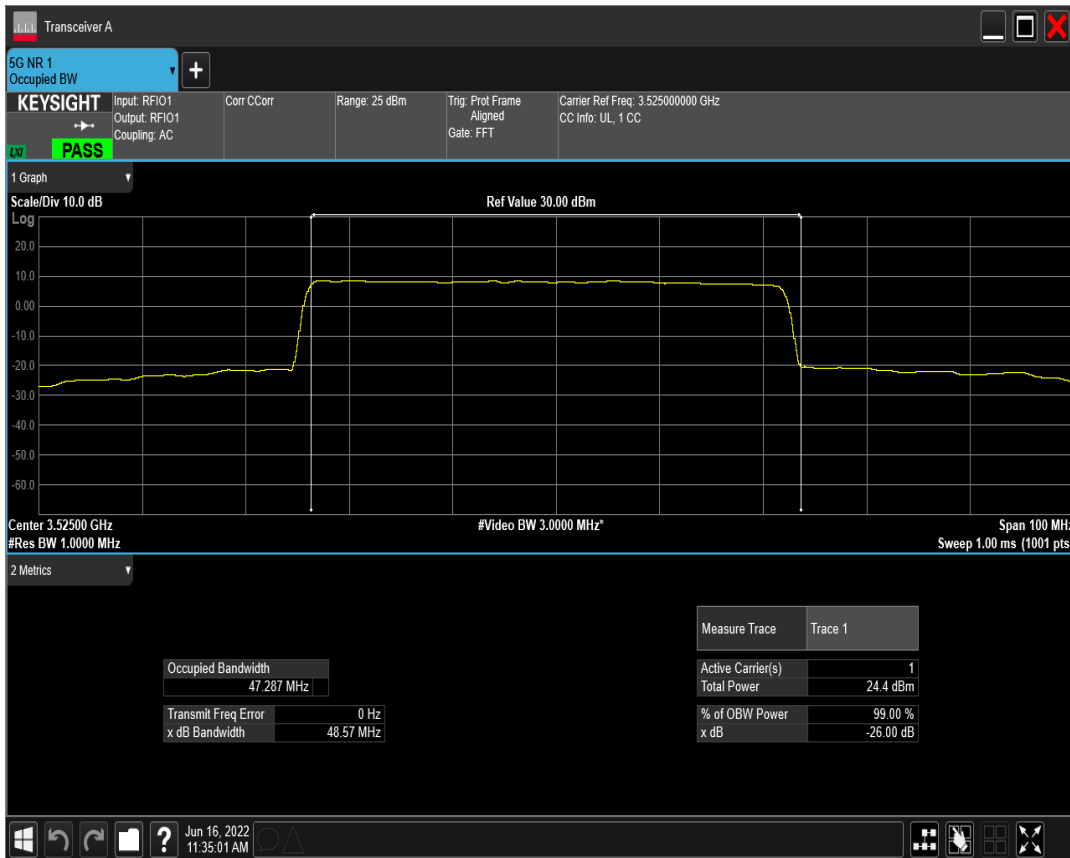 Transceiver A
5G NR 1
Occupied BW
KEYSIGHT
LXI
PASS
Input: RFIO1
Output: RFIO1
Coupling: AC
Corr CCorr
Range: 25 dBm
Trig: Prot Frame
Aligned
Gate: FFT
Carrier Ref Freq: 3.525000000 GHz
CC Info: UL, 1 CC
1 Graph
Scale/Div 10.0 dB
Ref Value 30.00 dBm
Log
20.0
10.0
0.00
-10.0
-20.0
-30.0
-40.0
-50.0
-60.0
Center 3.52500 GHz
#Video BW 3.0000 MHz*
Span 100 MHz
#Res BW 1.0000 MHz
Sweep 1.00 ms (1001 pts
2 Metrics
Measure Trace Trace 1
Occupied Bandwidth
47.287 MHz
Active Carrier(s) 1
Total Power 24.4 dBm
Transmit Freq Error 0 Hz
x dB Bandwidth 48.57 MHz
% of OBW Power 99.00 %
x dB -26.00 dB
?
Jun 16, 2022
11:35:01 AM